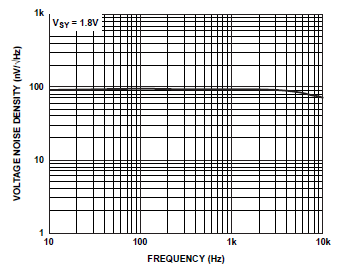 1k
VSY = 1.8V
100
10
1
VOLTAGE NOISE DENSITY (nV/√Hz)
10
100
1k
10k
FREQUENCY (Hz)